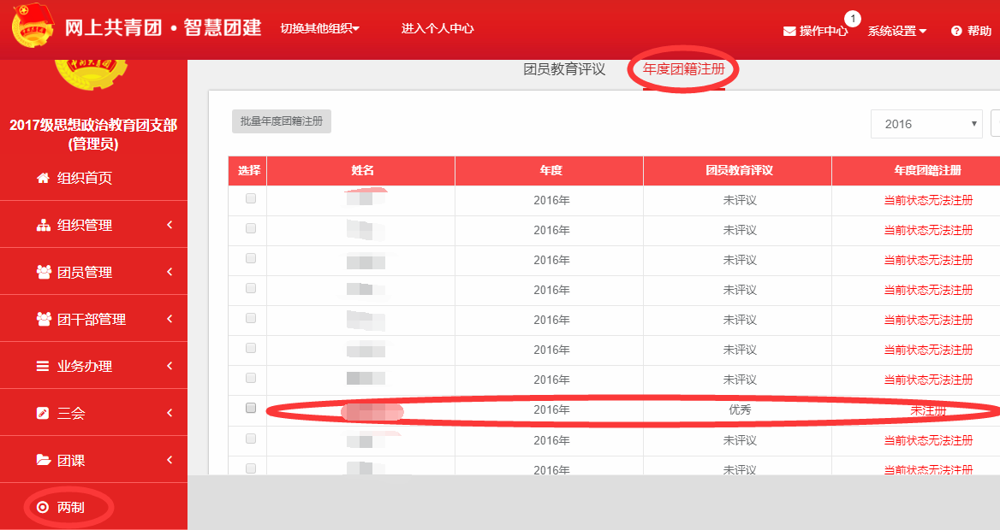 网上共青团·智慧团建
切换其他组织
进入个人中心
操作中心
1
系统设置
帮助
2017级思想政治教育团支部
(管理员)
组织首页
组织管理
团员管理
团干部管理
业务办理
三会
团课
两制
团员教育评议
年度团籍注册
批量年度团籍注册
2016
选择 姓名 年度 团员教育评议 年度团籍注册
2016年 未评议 当前状态无法注册
2016年 未评议 当前状态无法注册
2016年 未评议 当前状态无法注册
2016年 未评议 当前状态无法注册
2016年 未评议 当前状态无法注册
2016年 未评议 当前状态无法注册
2016年 未评议 当前状态无法注册
2016年 优秀 未注册
2016年 未评议 当前状态无法注册
2016年 未评议 当前状态无法注册